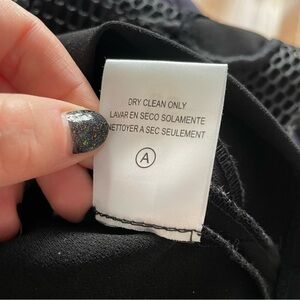 DRY CLEAN ONLY
LAVAR EN SECO SOLAMENTE
NETTOYER A SEC SEULEMENT
A